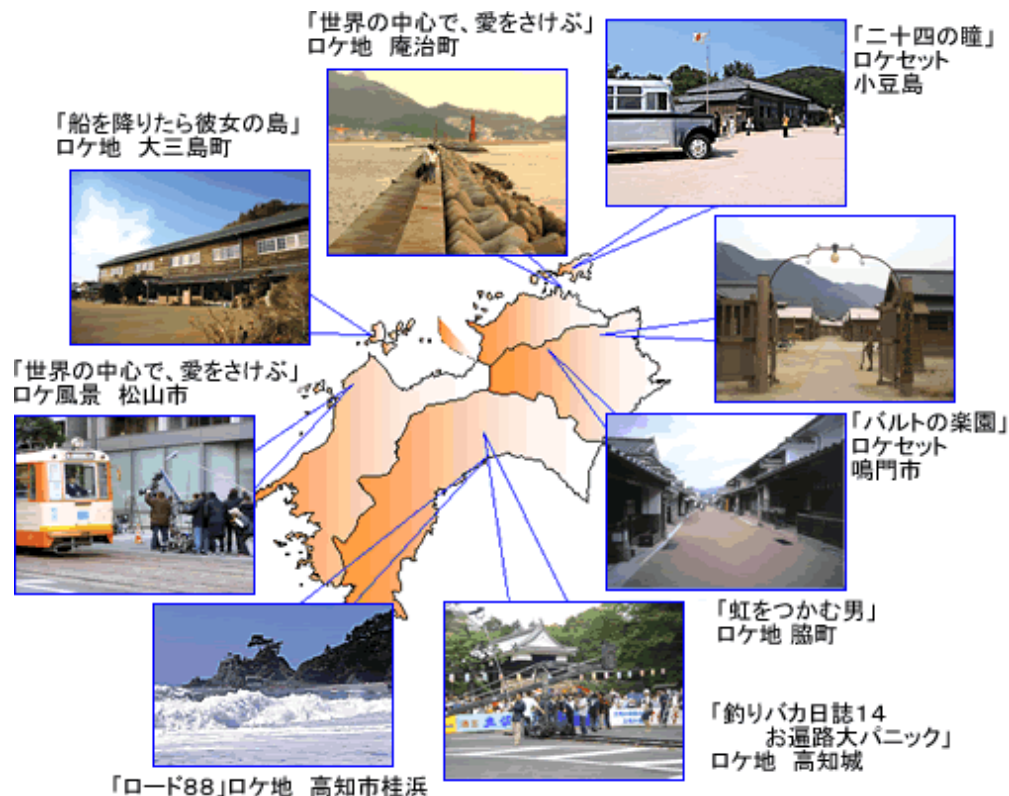 「世界の中心で、愛をさけぶ」
ロケ地　庵治町
「二十四の瞳」
ロケセット
小豆島
「船を降りたら彼女の島」
ロケ地　大三島町
「世界の中心で、愛をさけぶ」
ロケ風景　松山市
「バルトの楽園」
ロケセット
鳴門市
「虹をつかむ男」
ロケ地 脇町
「釣りバカ日誌１４
お遍路大パニック」
ロケ地　高知城
「ロード８８」ロケ地　高知市桂浜